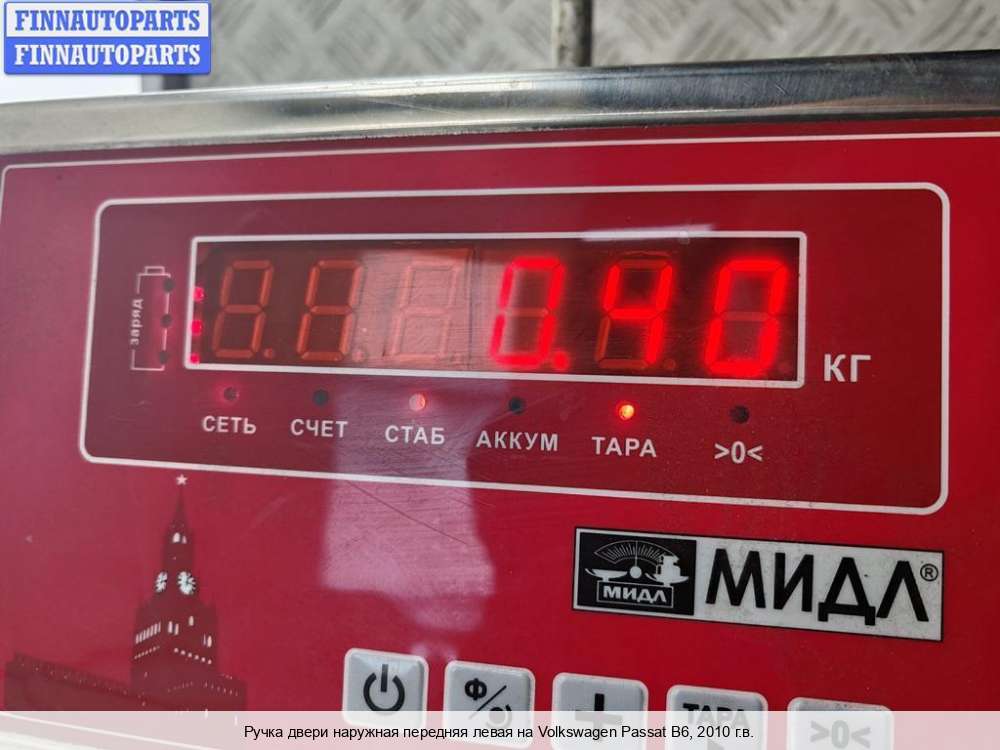 FINNAUTOPARTS
FINNAUTOPARTS
заряд
0.40
КГ
СЕТЬ СЧЕТ СТАБ АККУМ ТАРА >0<
МИДЛ МИДЛ®
Ф/
+
ТАРА
>0<
Ручка двери наружная передняя левая на Volkswagen Passat B6, 2010 г.в.